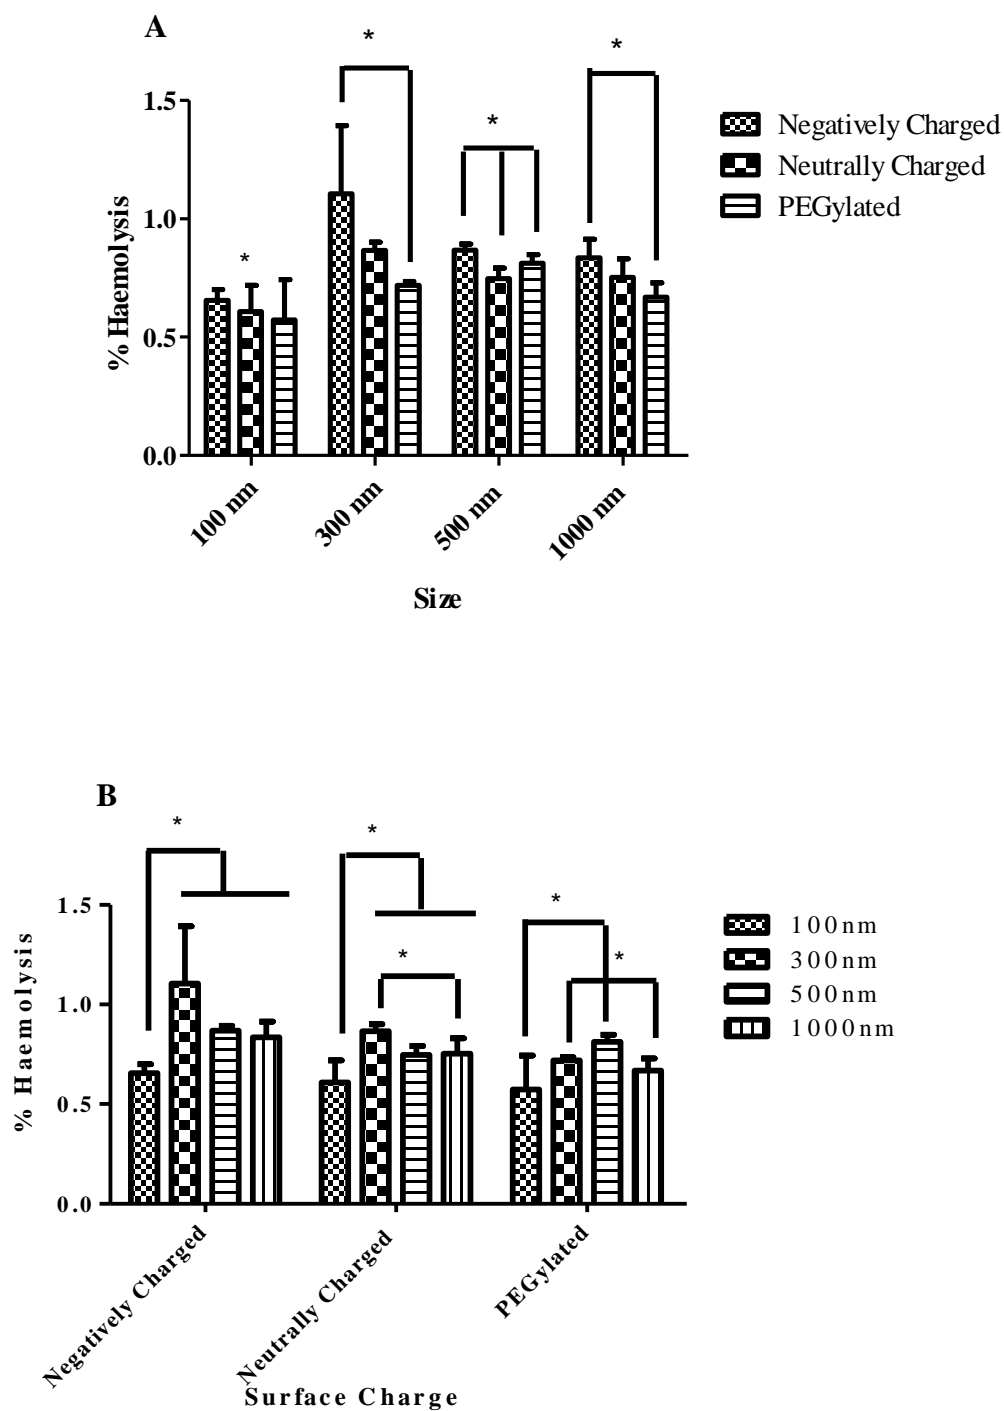 A
*
*
*
*
1.5
1.0
0.5
0.0
% Haemolysis
100 nm
300 nm
500 nm
1000 nm
Size
Negatively Charged
Neutrally Charged
PEGylated
B
*
*
*
*
*
1.5
1.0
0.5
0.0
% Haemolysis
Negatively Charged
Neutrally Charged
PEGylated
Surface Charge
100nm
300nm
500nm
1000nm